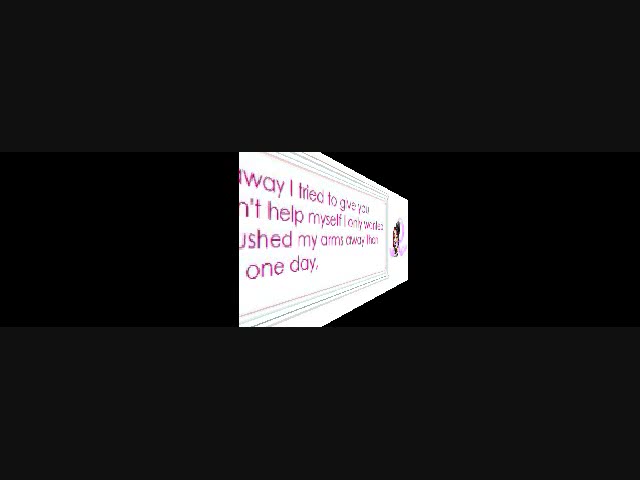 away I tried to give you
n't help myself I only wanted
ushed my arms away than
one day,